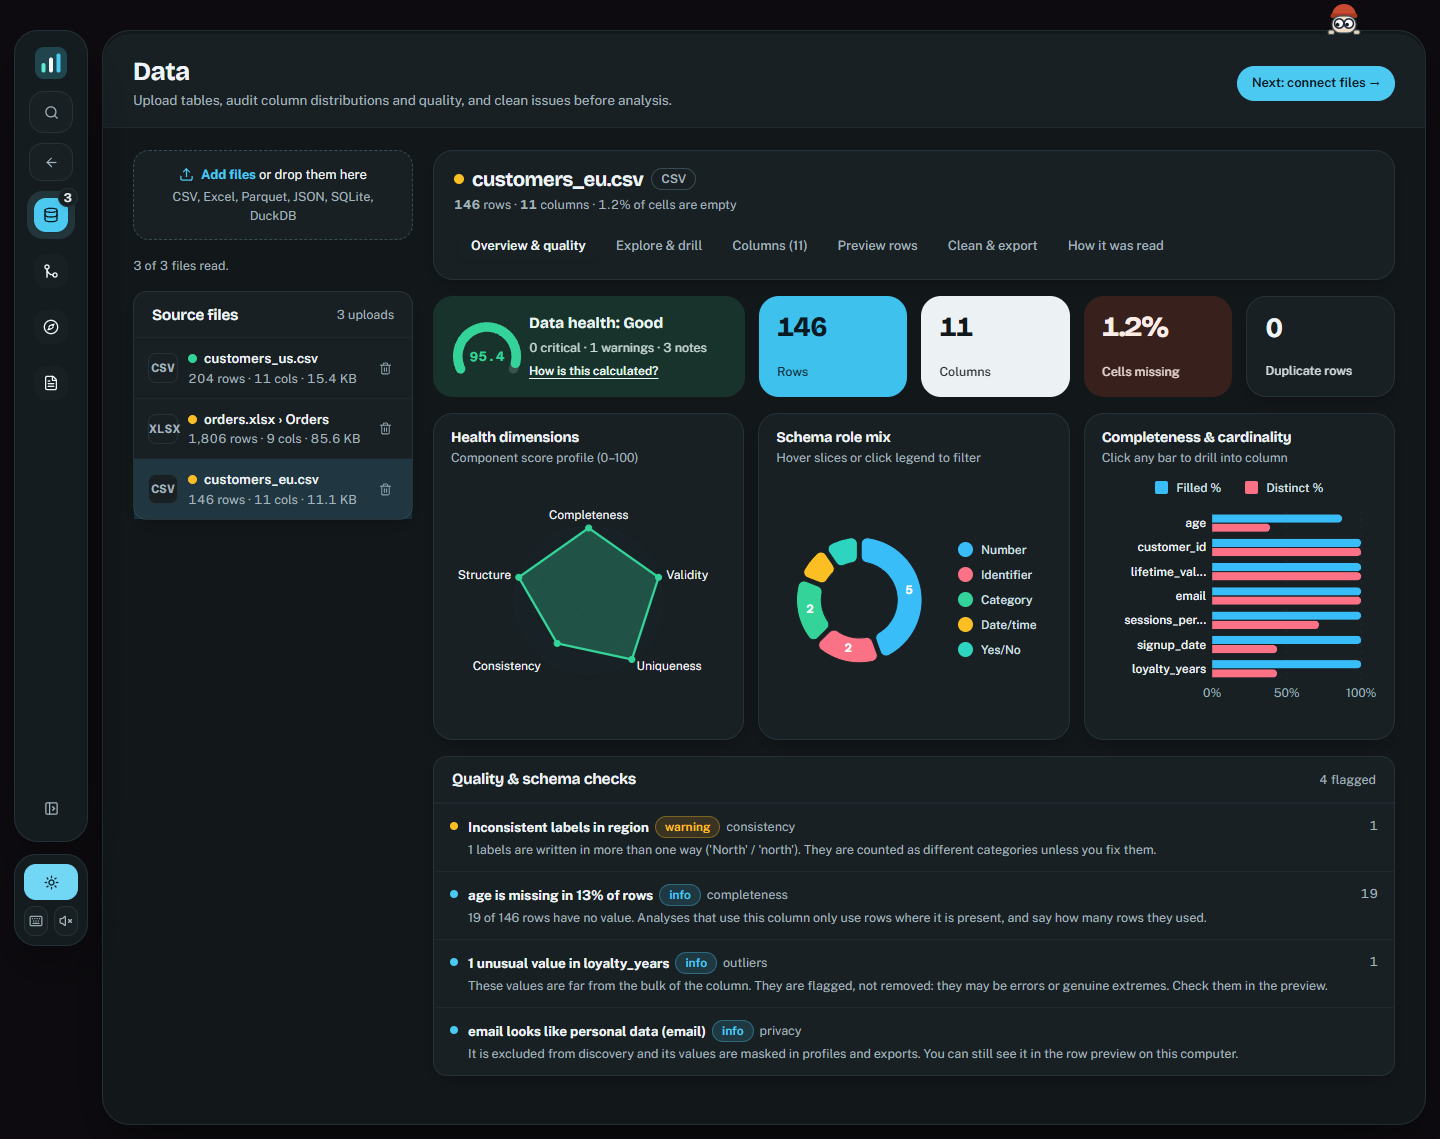 Data
Upload tables, audit column distributions and quality, and clean issues before analysis.
Next: connect files →
3
Add files or drop them here
CSV, Excel, Parquet, JSON, SQLite,
DuckDB
3 of 3 files read.
Source files
3 uploads
CSV
customers_us.csv
204 rows · 11 cols · 15.4 KB
XLSX
orders.xlsx › Orders
1,806 rows · 9 cols · 85.6 KB
CSV
customers_eu.csv
146 rows · 11 cols · 11.1 KB
customers_eu.csv CSV
146 rows · 11 columns · 1.2% of cells are empty
Overview & quality Explore & drill Columns (11) Preview rows Clean & export How it was read
95.4
Data health: Good
0 critical · 1 warnings · 3 notes
How is this calculated?
146
Rows
11
Columns
1.2%
Cells missing
0
Duplicate rows
Health dimensions
Component score profile (0–100)
Completeness
Structure
Validity
Consistency
Uniqueness
Schema role mix
Hover slices or click legend to filter
5
2
2
Number
Identifier
Category
Date/time
Yes/No
Completeness & cardinality
Click any bar to drill into column
Filled % Distinct %
age
customer_id
lifetime_val...
email
sessions_per...
signup_date
loyalty_years
0% 50% 100%
Quality & schema checks
4 flagged
Inconsistent labels in region warning consistency 1
1 labels are written in more than one way ('North' / 'north'). They are counted as different categories unless you fix them.
age is missing in 13% of rows info completeness 19
19 of 146 rows have no value. Analyses that use this column only use rows where it is present, and say how many rows they used.
1 unusual value in loyalty_years info outliers 1
These values are far from the bulk of the column. They are flagged, not removed: they may be errors or genuine extremes. Check them in the preview.
email looks like personal data (email) info privacy
It is excluded from discovery and its values are masked in profiles and exports. You can still see it in the row preview on this computer.